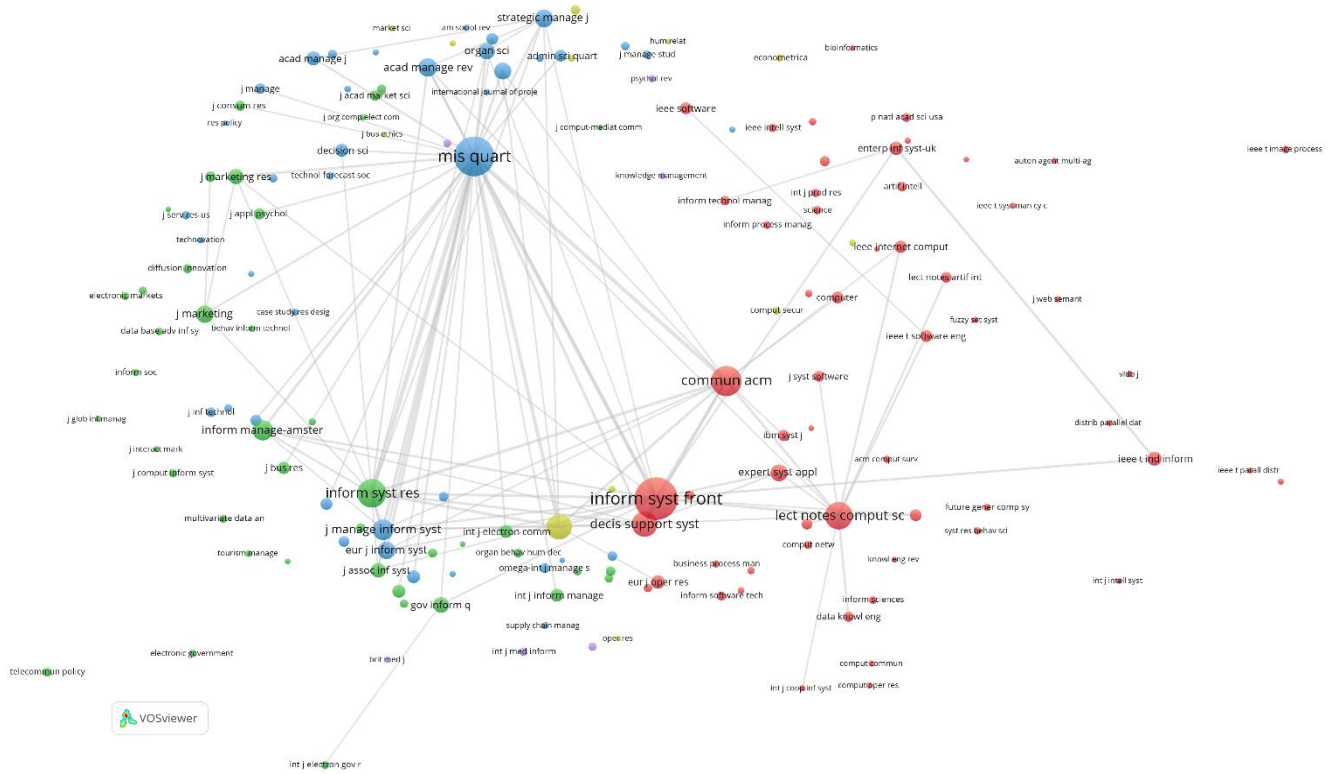 strategic manage j
market sci
am sociol rev
hum relat
organ sci
admin sci quart
j manage stud
bioinformatics
econometrica
acad manage j
acad manage rev
psychol rev
j manage
j acad market sci
international journal of proje
j consum res
ieee software
j org comp elect com
res policy
j bus ethics
j comput-mediat comm
ieee intell syst
p natl acad sci usa
decision sci
mis quart
enterp inf syst-uk
ieee t image process
auton agent multi-ag
j marketing res
technol forecast soc
knowledge management
artif intell
int j prod res
inform technol manag
science
ieee t syst man cy c
j serv res-us
j appl psychol
inform process manag
technovation
ieee internet comput
diffusion innovation
lect notes artif int
electronic markets
computer
j web semant
j marketing
case study res desig
comput secur
fuzzy set syst
data base adv inf sy
behav inform technol
ieee t software eng
inform soc
commun acm
j syst software
vldb j
j inf technol
j glob inf manag
distrib parallel dat
inform manage-amster
ibm syst j
j interact mark
acm comput surv
ieee t ind inform
j comput inform syst
j bus res
expert syst appl
ieee t parall distr
inform syst res
inform syst front
future gener comp sy
multivariate data an
lect notes comput sc
j manage inform syst
int j electron comm
decis support syst
syst res behav sci
comput netw
eur j inform syst
tourism manage
organ behav hum dec
knowl eng rev
j assoc inf syst
omega-int j manage s
business process man
int j intell syst
eur j oper res
int j inform manage
inform software tech
inform sciences
gov inform q
data knowl eng
supply chain manag
oper res
electronic government
int j med inform
brit med j
comput commun
telecommun policy
int j coop inf syst
comput oper res
VOSviewer
int j electron gov r